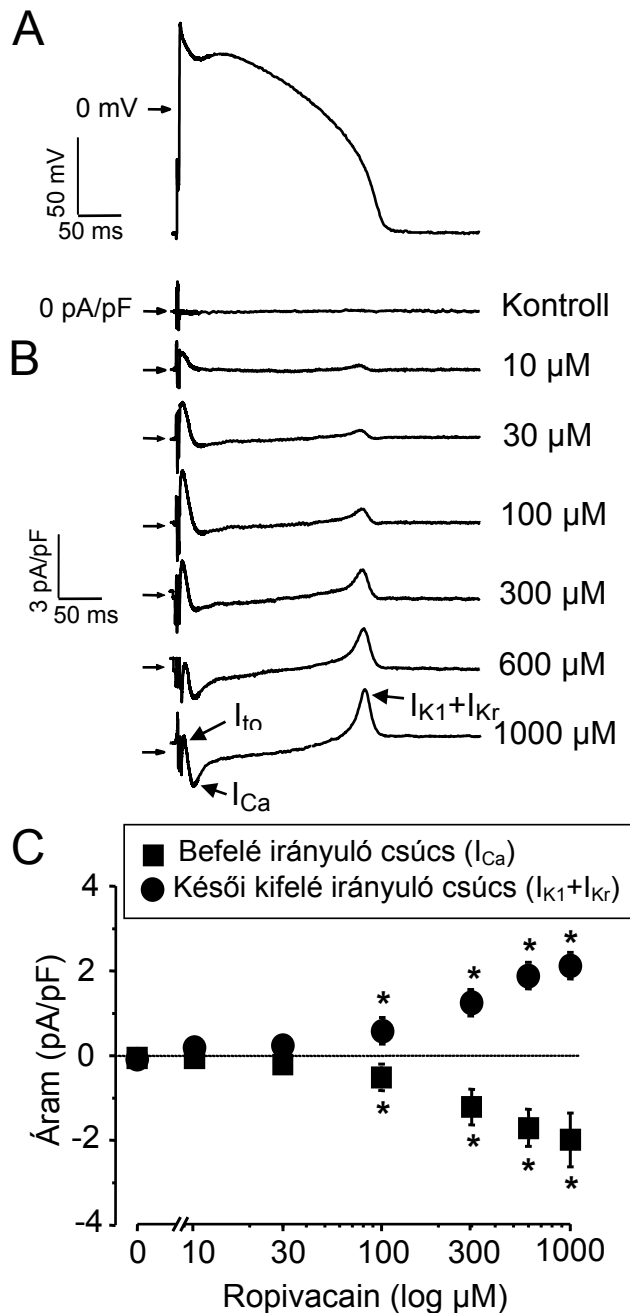 A
0 mV
50 mV
50 ms
0 pA/pF
Kontroll
B
10 µM
30 µM
100 µM
3 pA/pF
50 ms
300 µM
600 µM
Ito
IK1+IKr
1000 µM
ICa
C
Befelé irányuló csúcs (ICa)
Késői kifelé irányuló csúcs (IK1+IKr)
Áram (pA/pF)
4
2
0
-2
-4
* * * *
* * * *
0 10 30 100 300 1000
Ropivacain (log µM)